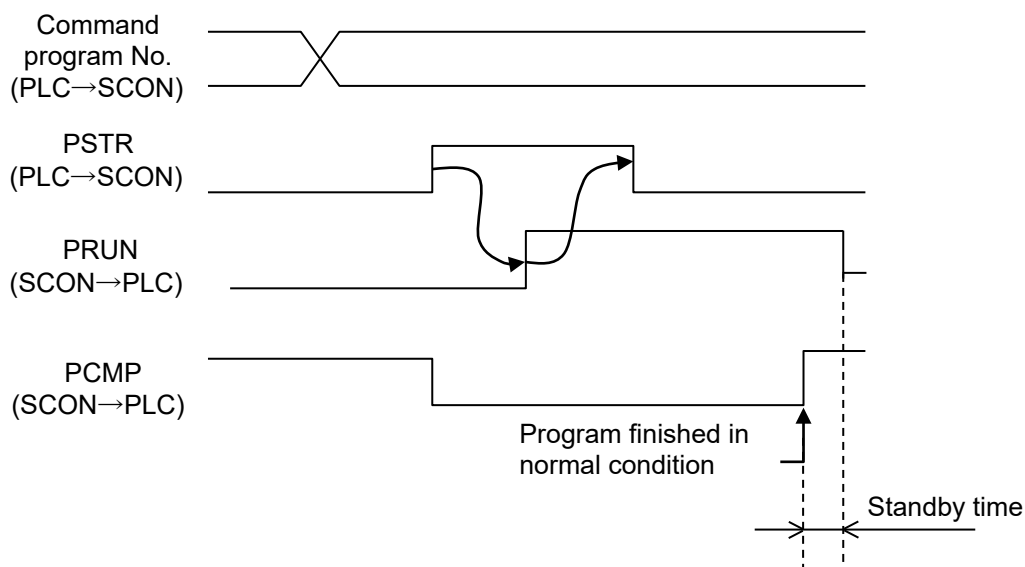 Command
program No.
(PLC→SCON)
PSTR
(PLC→SCON)
PRUN
(SCON→PLC)
PCMP
(SCON→PLC)
Program finished in
normal condition
Standby time